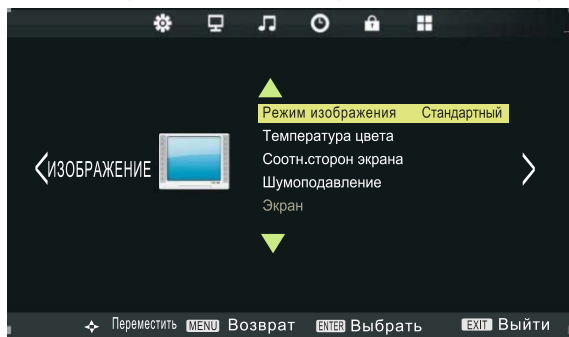 Режим изображения Стандартный
Температура цвета
Соотн.сторон экрана
ИЗОБРАЖЕНИЕ
Шумоподавление
Экран
Переместить MENU Возврат ENTER Выбрать EXIT Выйти